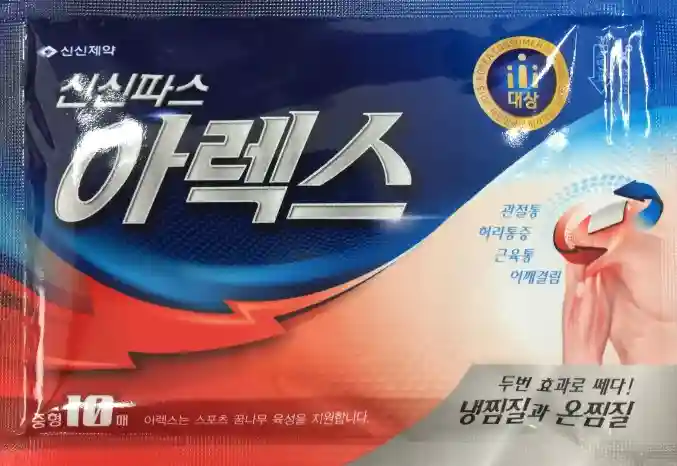 신신제약
신신파스
아렉스
대상
관절통
허리통증
근육통
어깨결림
두번 효과로 쎄다!
냉찜질과 온찜질
중형 10매 아렉스는 스포츠 꿈나무 육성을 지원합니다.